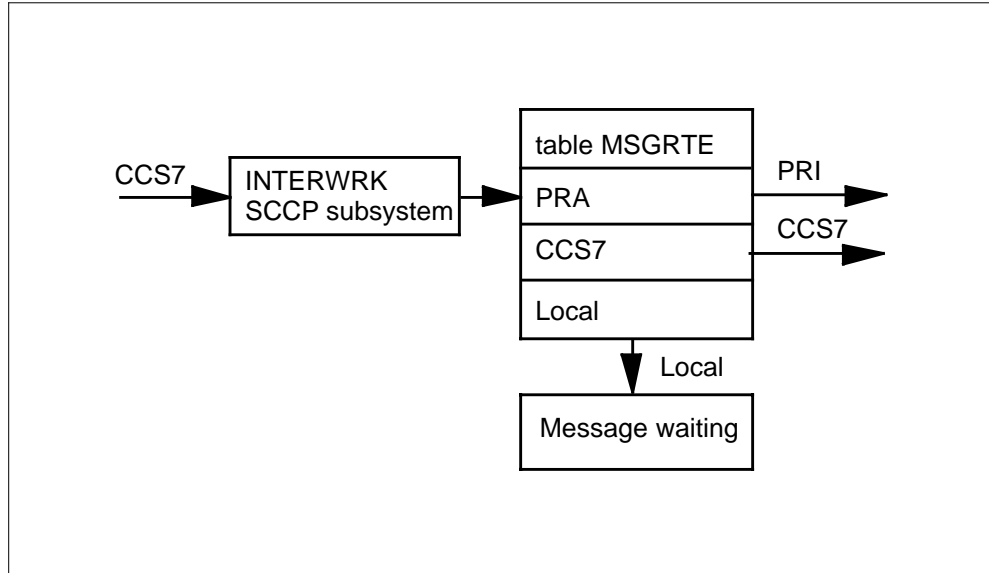 CCS7
INTERWRK
SCCP subsystem
table MSGRTE
PRA
CCS7
Local
PRI
CCS7
Local
Message waiting